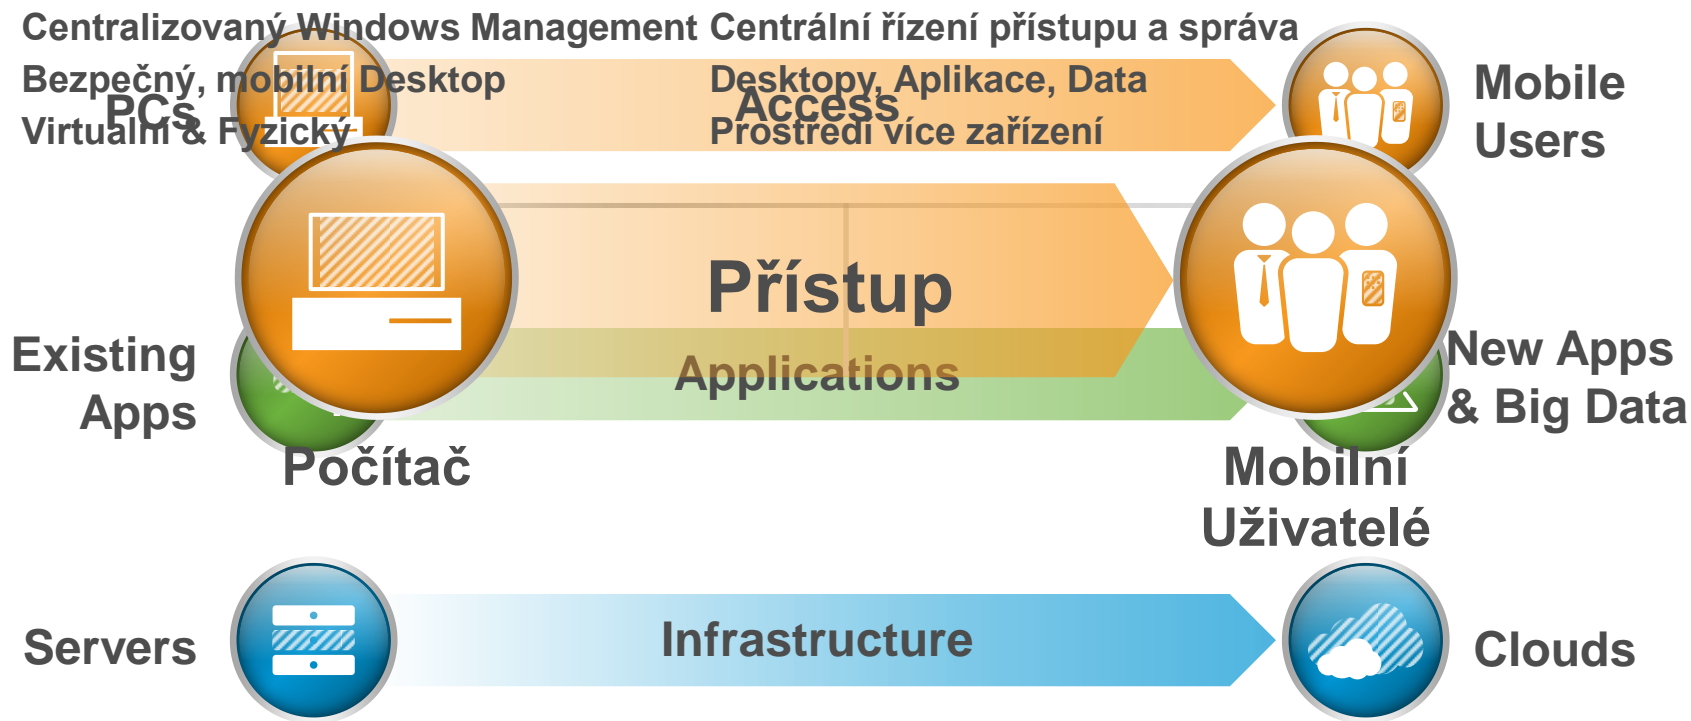 Centralizovaný Windows Management
Bezpečný, mobilní Desktop
Virtuální & Fyzický
Centrální řízení přístupu a správa
Desktopy, Aplikace, Data
Prostředí více zařízení
PCs
Access
Mobile
Users
Přístup
Existing
Apps
Applications
New Apps
& Big Data
Počítač
Mobilní
Uživatelé
Servers
Infrastructure
Clouds